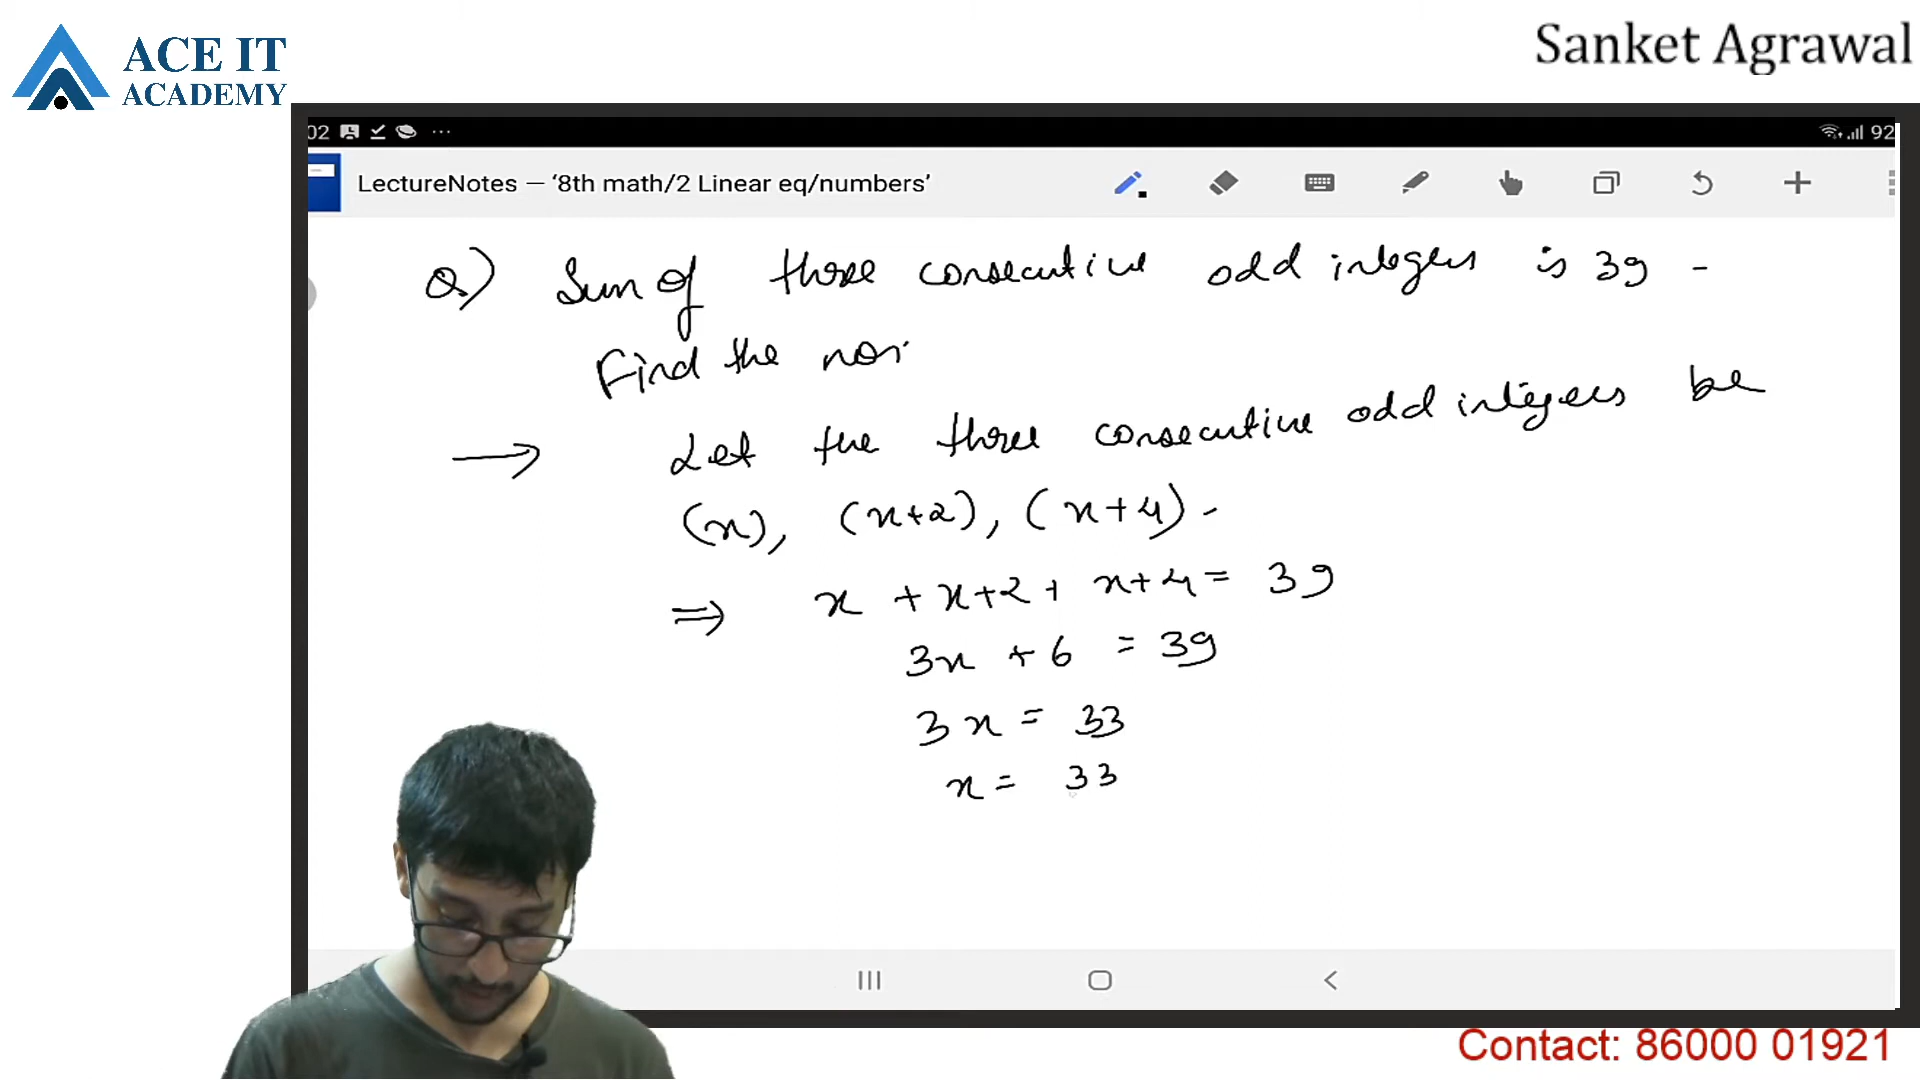 ACE IT
ACADEMY
Sanket Agrawal
02 ... 92
LectureNotes — ‘8th math/2 Linear eq/numbers’
Q.) Sum of three consecutive odd integers is 39 -
Find the nos
→ Let the three consecutive odd integers be
(x), (x+2), (x+4) -
⇒ x + x+2 + x+4 = 39
3x + 6 = 39
3x = 33
x = 33
Contact: 86000 01921